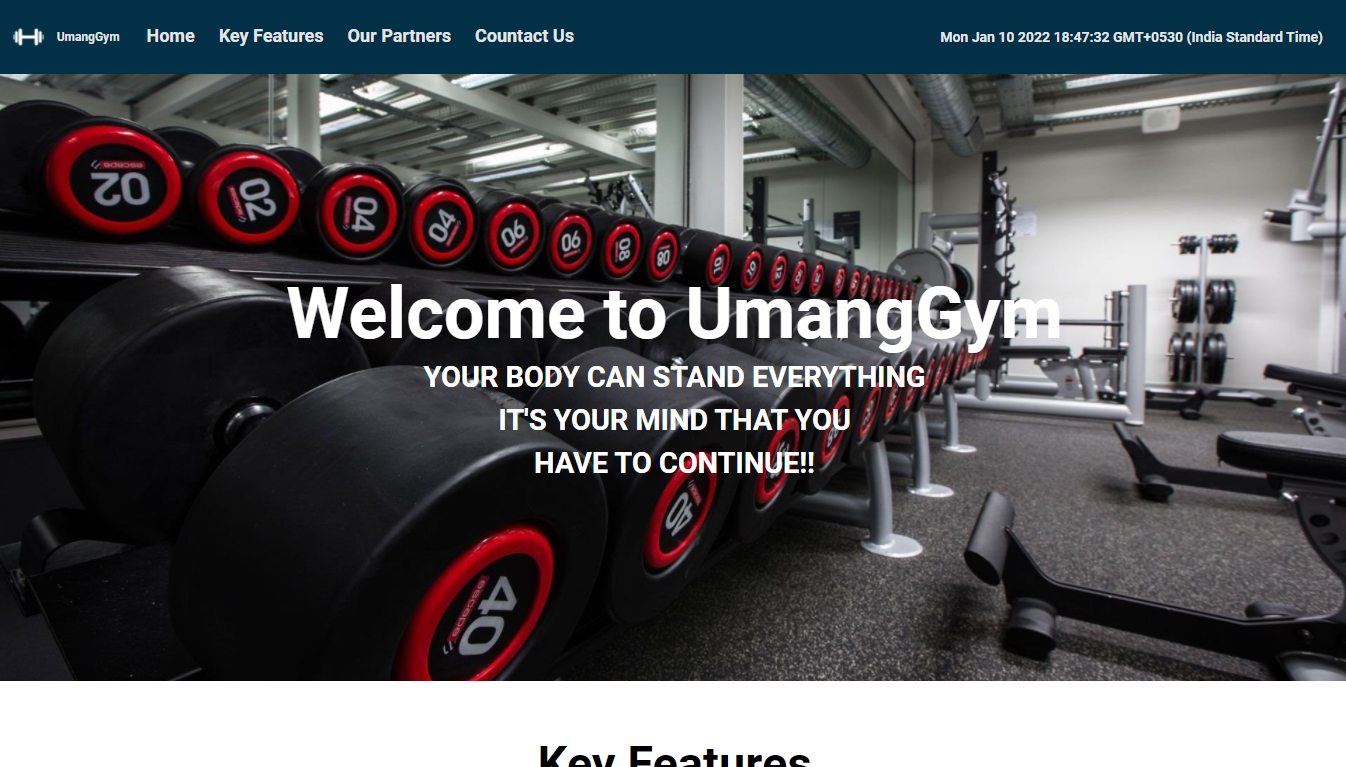 UmangGym Home Key Features Our Partners Countact Us Mon Jan 10 2022 18:47:32 GMT+0530 (India Standard Time)
02 02 04 04 06 06 08 08 10
Welcome to UmangGym
YOUR BODY CAN STAND EVERYTHING
IT'S YOUR MIND THAT YOU
HAVE TO CONTINUE!!
40
escape
40
Key Features